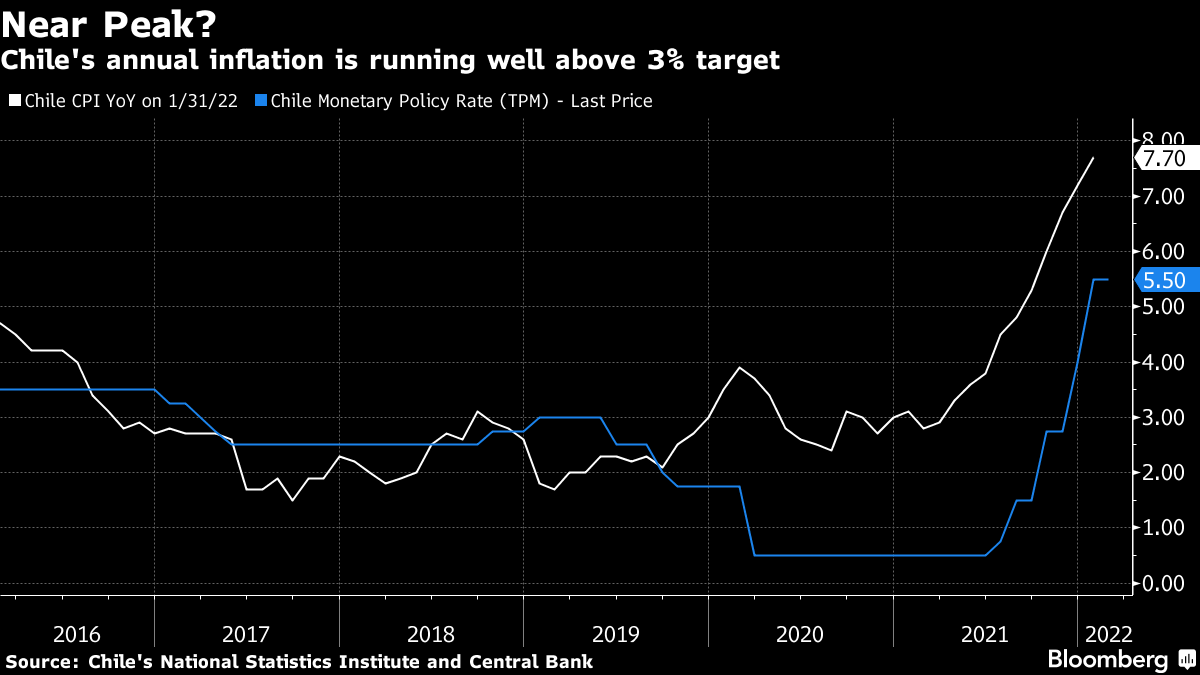 Near Peak?
Chile's annual inflation is running well above 3% target
Chile CPI YoY on 1/31/22 Chile Monetary Policy Rate (TPM) - Last Price
8.00
7.70
7.00
6.00
5.50
5.00
4.00
3.00
2.00
1.00
0.00
2016 2017 2018 2019 2020 2021 2022
Source: Chile's National Statistics Institute and Central Bank
Bloomberg